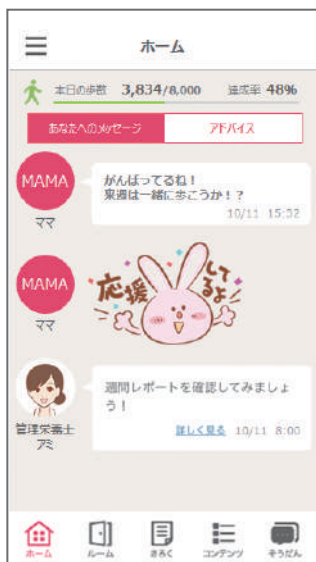 ホーム
本日の歩数 3,834/8,000 達成率 48%
あなたへのメッセージ アドバイス
MAMA
ママ
がんばってるね!
来週は一緒に歩こうか!?
10/11 15:32
MAMA
ママ
応援してるよ
管理栄養士
アミ
週間レポートを確認してみましょ
う!
詳しく見る 10/11 8:00
ホーム ルーム きろく コンテンツ そうだん